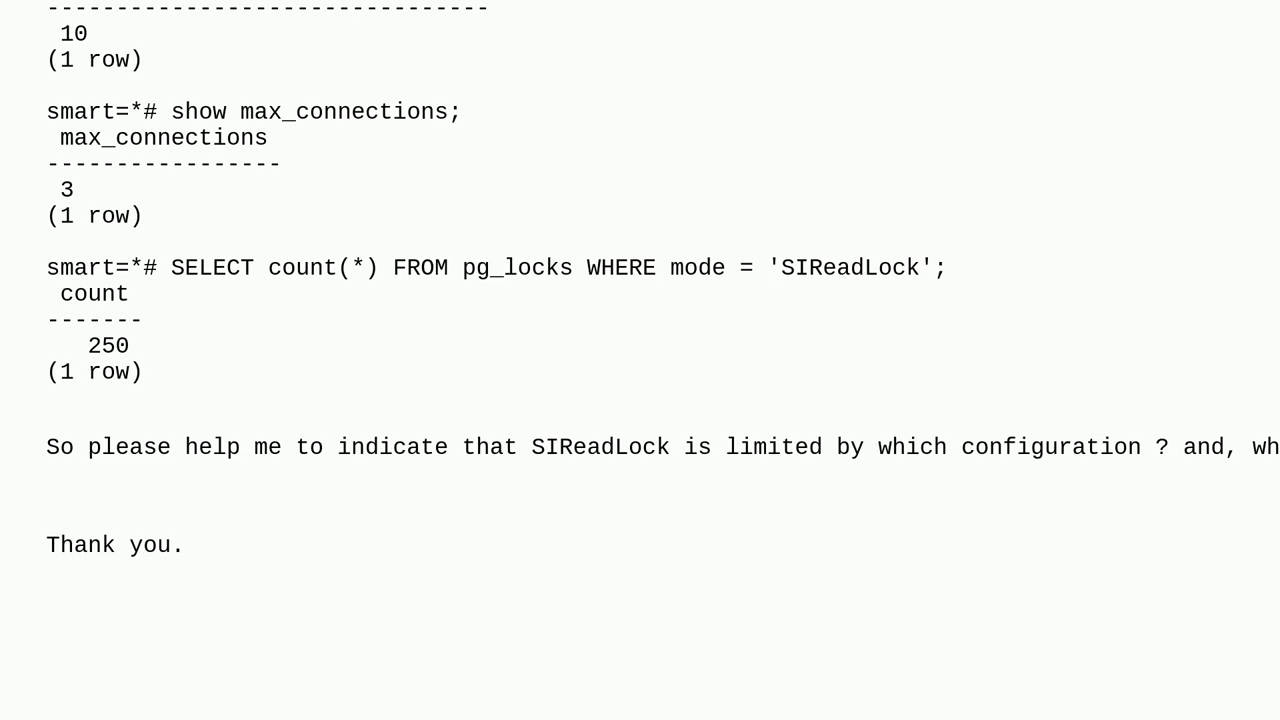 --------------------------------
 10
(1 row)

smart=*# show max_connections;
 max_connections
-----------------
 3
(1 row)

smart=*# SELECT count(*) FROM pg_locks WHERE mode = 'SIReadLock';
 count
-------
   250
(1 row)

So please help me to indicate that SIReadLock is limited by which configuration ? and,

Thank you.